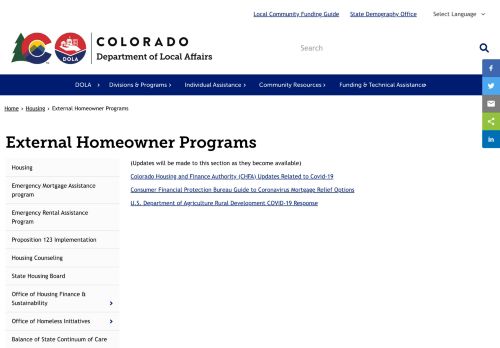 Local Community Funding Guide State Demography Office Select Language
COLORADO
Department of Local Affairs
DOLA
Search
DOLA Divisions & Programs Individual Assistance Community Resources Funding & Technical Assistance
Home › Housing › External Homeowner Programs
External Homeowner Programs
Housing
Emergency Mortgage Assistance
program
Emergency Rental Assistance
Program
Proposition 123 Implementation
Housing Counseling
State Housing Board
Office of Housing Finance &
Sustainability
Office of Homeless Initiatives
Balance of State Continuum of Care
(Updates will be made to this section as they become available)
Colorado Housing and Finance Authority (CHFA) Updates Related to Covid-19
Consumer Financial Protection Bureau Guide to Coronavirus Mortgage Relief Options
U.S. Department of Agriculture Rural Development COVID-19 Response